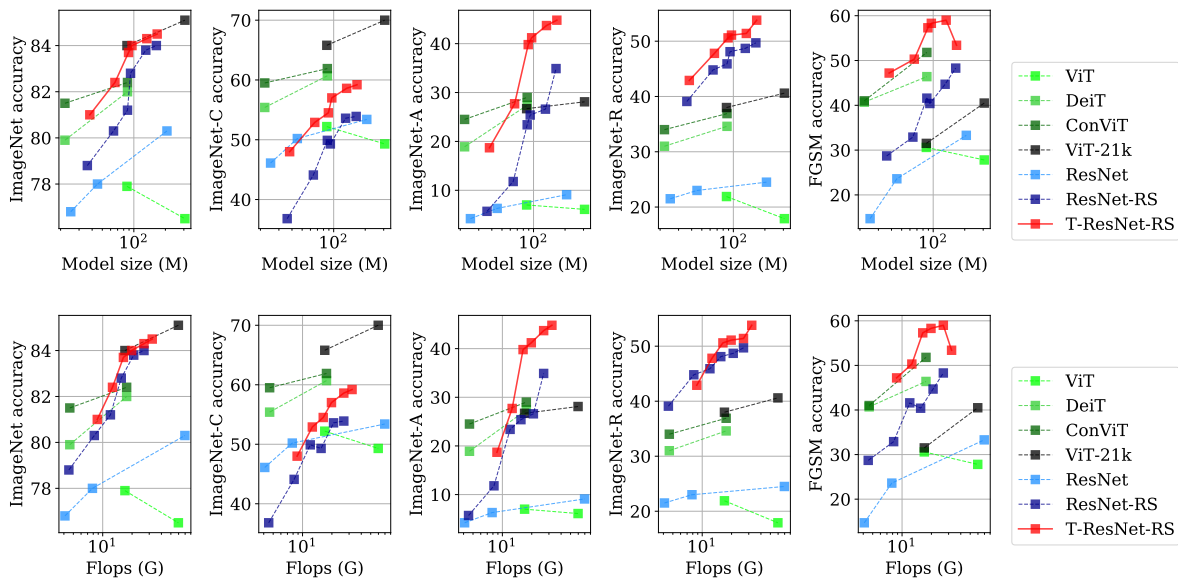 ImageNet accuracy
84
82
80
78
10²
Model size (M)
ImageNet-C accuracy
70
60
50
40
10²
Model size (M)
ImageNet-A accuracy
40
30
20
10
10²
Model size (M)
ImageNet-R accuracy
50
40
30
20
10²
Model size (M)
FGSM accuracy
60
50
40
30
20
10²
Model size (M)
ViT
DeiT
ConViT
ViT-21k
ResNet
ResNet-RS
T-ResNet-RS
ImageNet accuracy
84
82
80
78
10¹
Flops (G)
ImageNet-C accuracy
70
60
50
40
10¹
Flops (G)
ImageNet-A accuracy
40
30
20
10
10¹
Flops (G)
ImageNet-R accuracy
50
40
30
20
10¹
Flops (G)
FGSM accuracy
60
50
40
30
20
10¹
Flops (G)
ViT
DeiT
ConViT
ViT-21k
ResNet
ResNet-RS
T-ResNet-RS